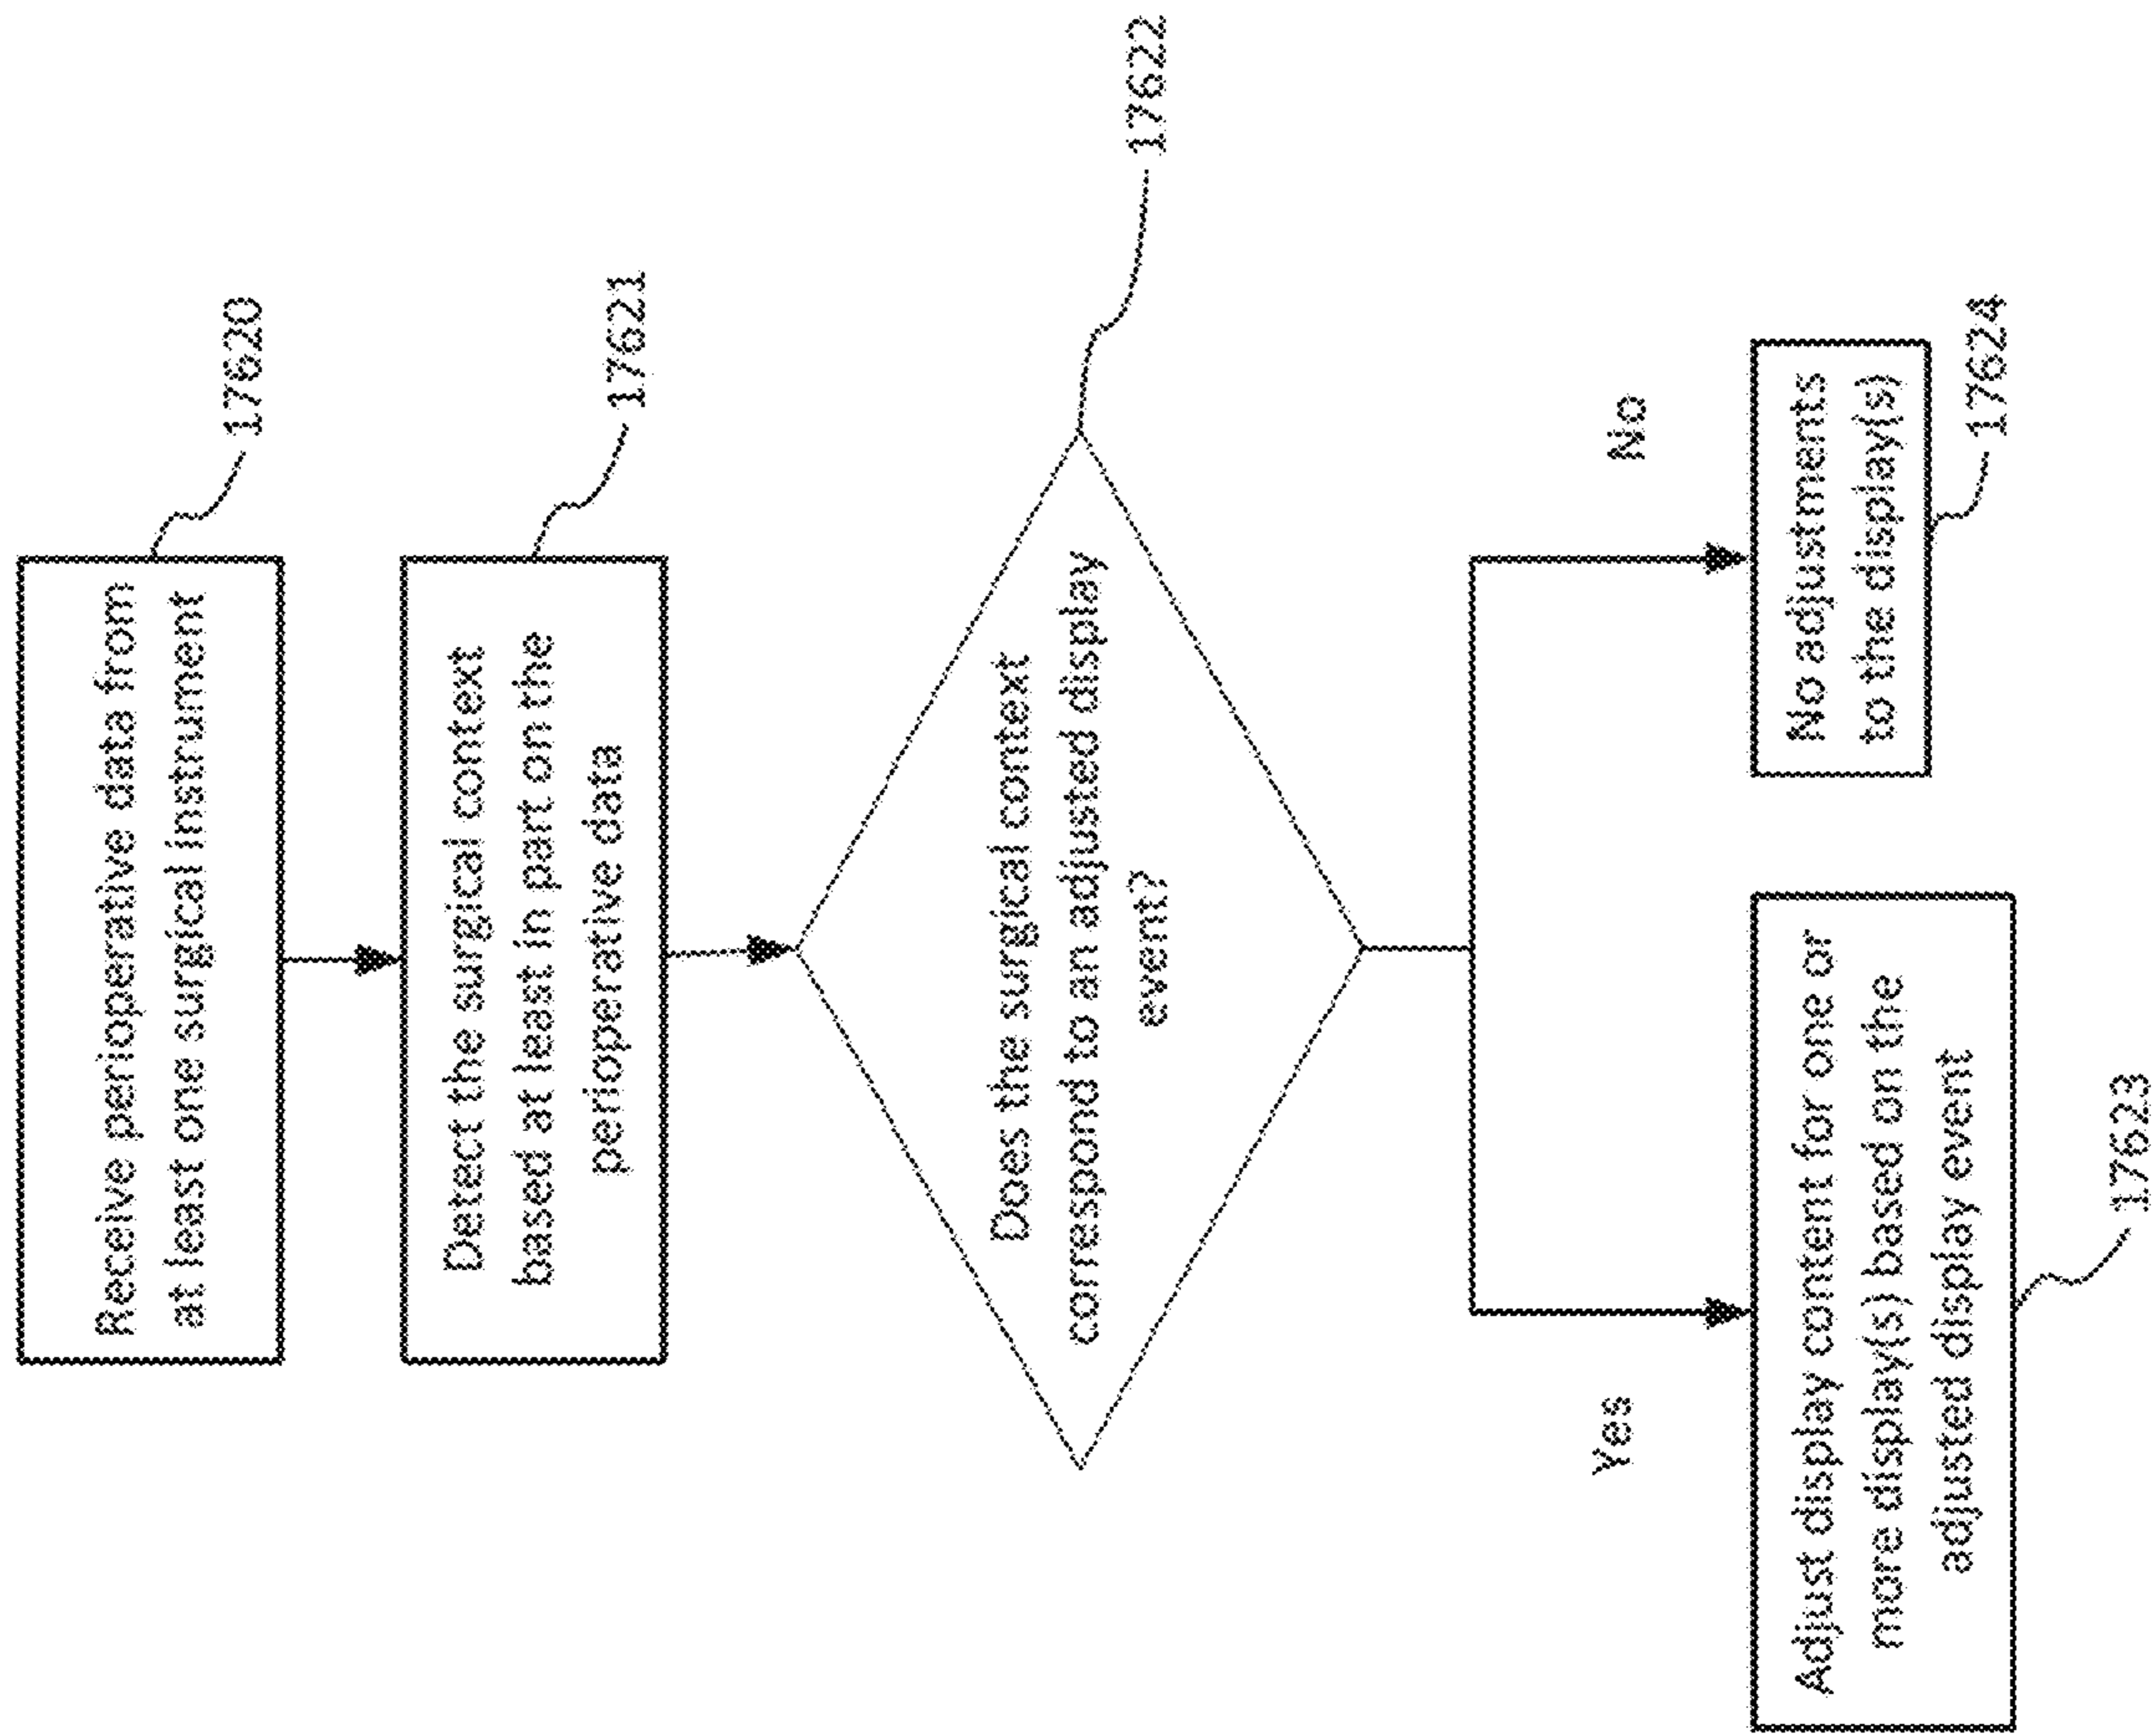 Receive perioperative data from
at least one surgical instrument
17620
Detect the surgical context
based at least in part on the
perioperative data
17621
Does the surgical context
correspond to an adjusted display
event?
17622
Yes
No
Adjust display content for one or
more display(s) based on the
adjusted display event
17623
No adjustments
to the display(s)
17624